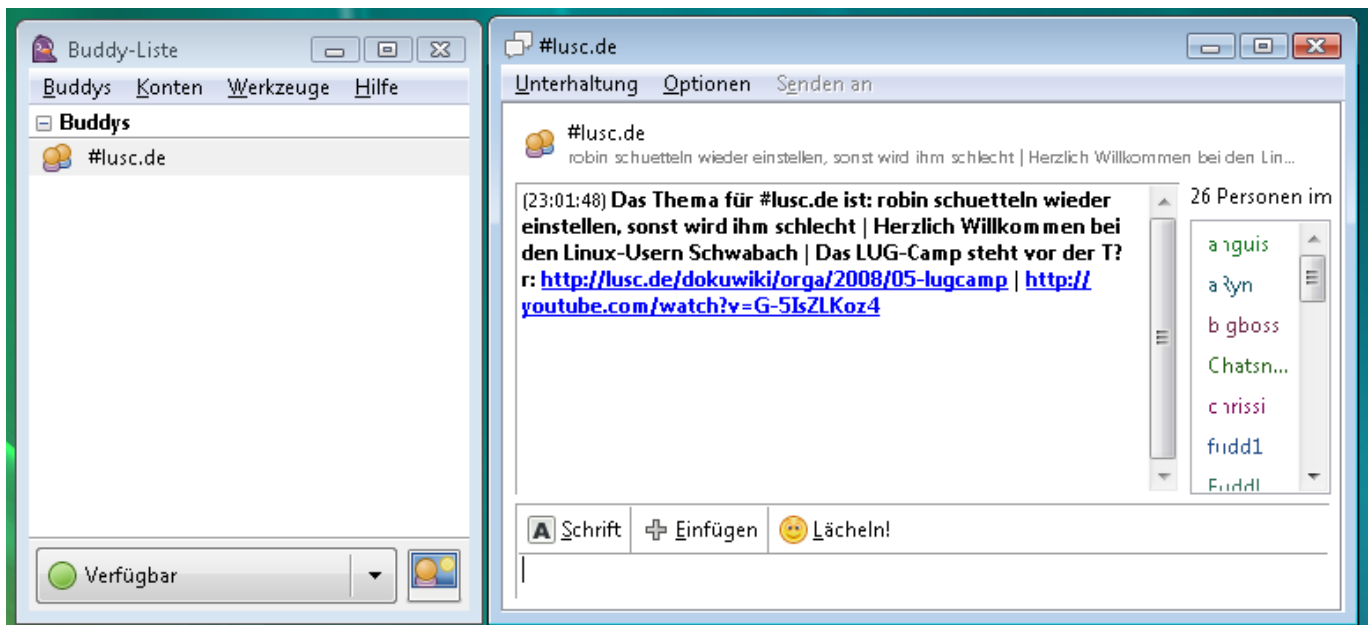 Buddy-Liste
Buddys Konten Werkzeuge Hilfe
Buddys
#lusc.de
Verfügbar
#lusc.de
Unterhaltung Optionen Senden an
#lusc.de
robin schuetteln wieder einstellen, sonst wird ihm schlecht | Herzlich Willkommen bei den Lin...
(23:01:48) Das Thema für #lusc.de ist: robin schuetteln wieder
einstellen, sonst wird ihm schlecht | Herzlich Willkommen bei
den Linux-Usern Schwabach | Das LUG-Camp steht vor der T?
r: http://lusc.de/dokuwiki/orga/2008/05-lugcamp | http://
youtube.com/watch?v=G-5IsZLKoz4
26 Personen im
anguis
bigboss
Chatsn...
chrissi
fudd1
Schrift Einfügen Lächeln!